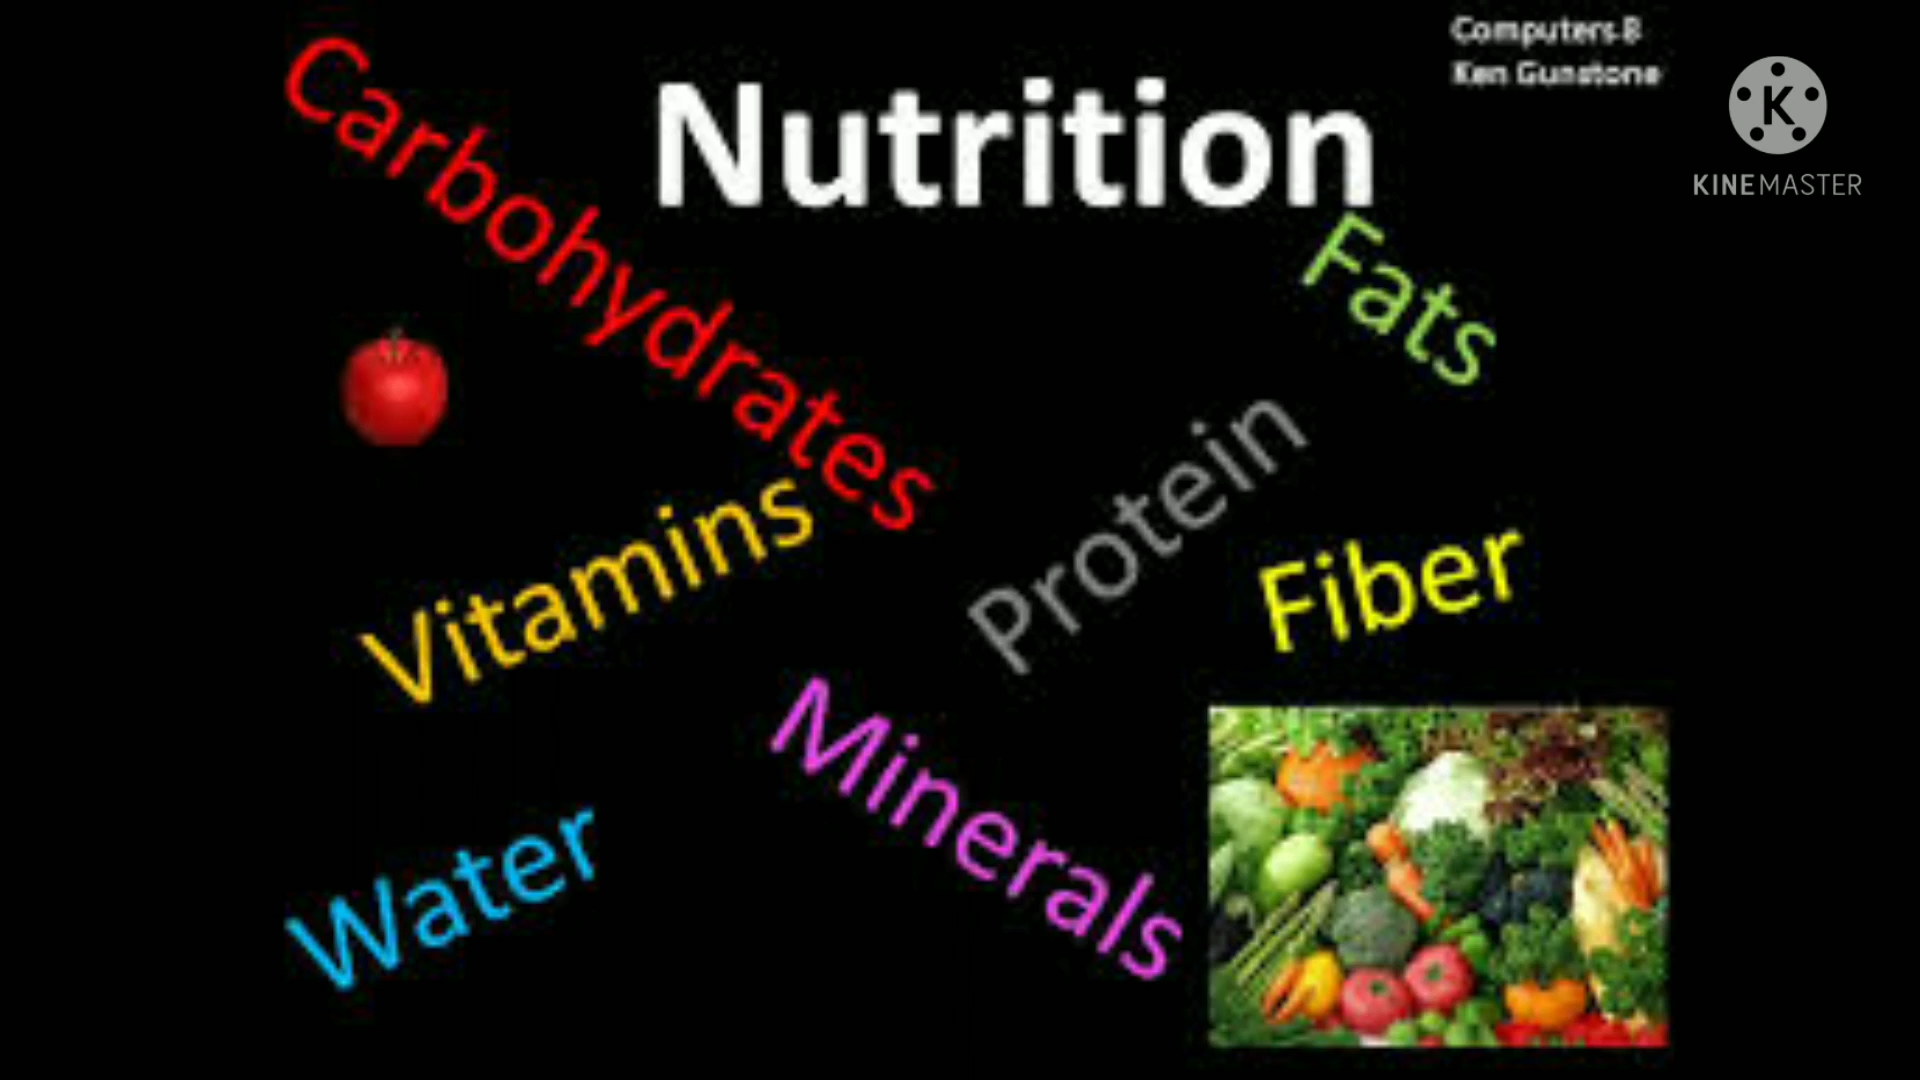 Computers 8
Ken Gunstone
KINEMASTER
Nutrition
Carbohydrates
Fats
Protein
Vitamins
Fiber
Minerals
Water